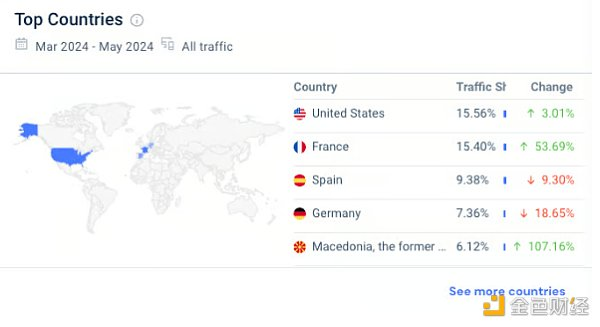 Top Countries
Mar 2024 - May 2024 All traffic
Country Traffic Sh Change
United States 15.56% ↑ 3.01%
France 15.40% ↑ 53.69%
Spain 9.38% ↓ 9.30%
Germany 7.36% ↓ 18.65%
Macedonia, the former ... 6.12% ↑ 107.16%
See more countries
金色财经